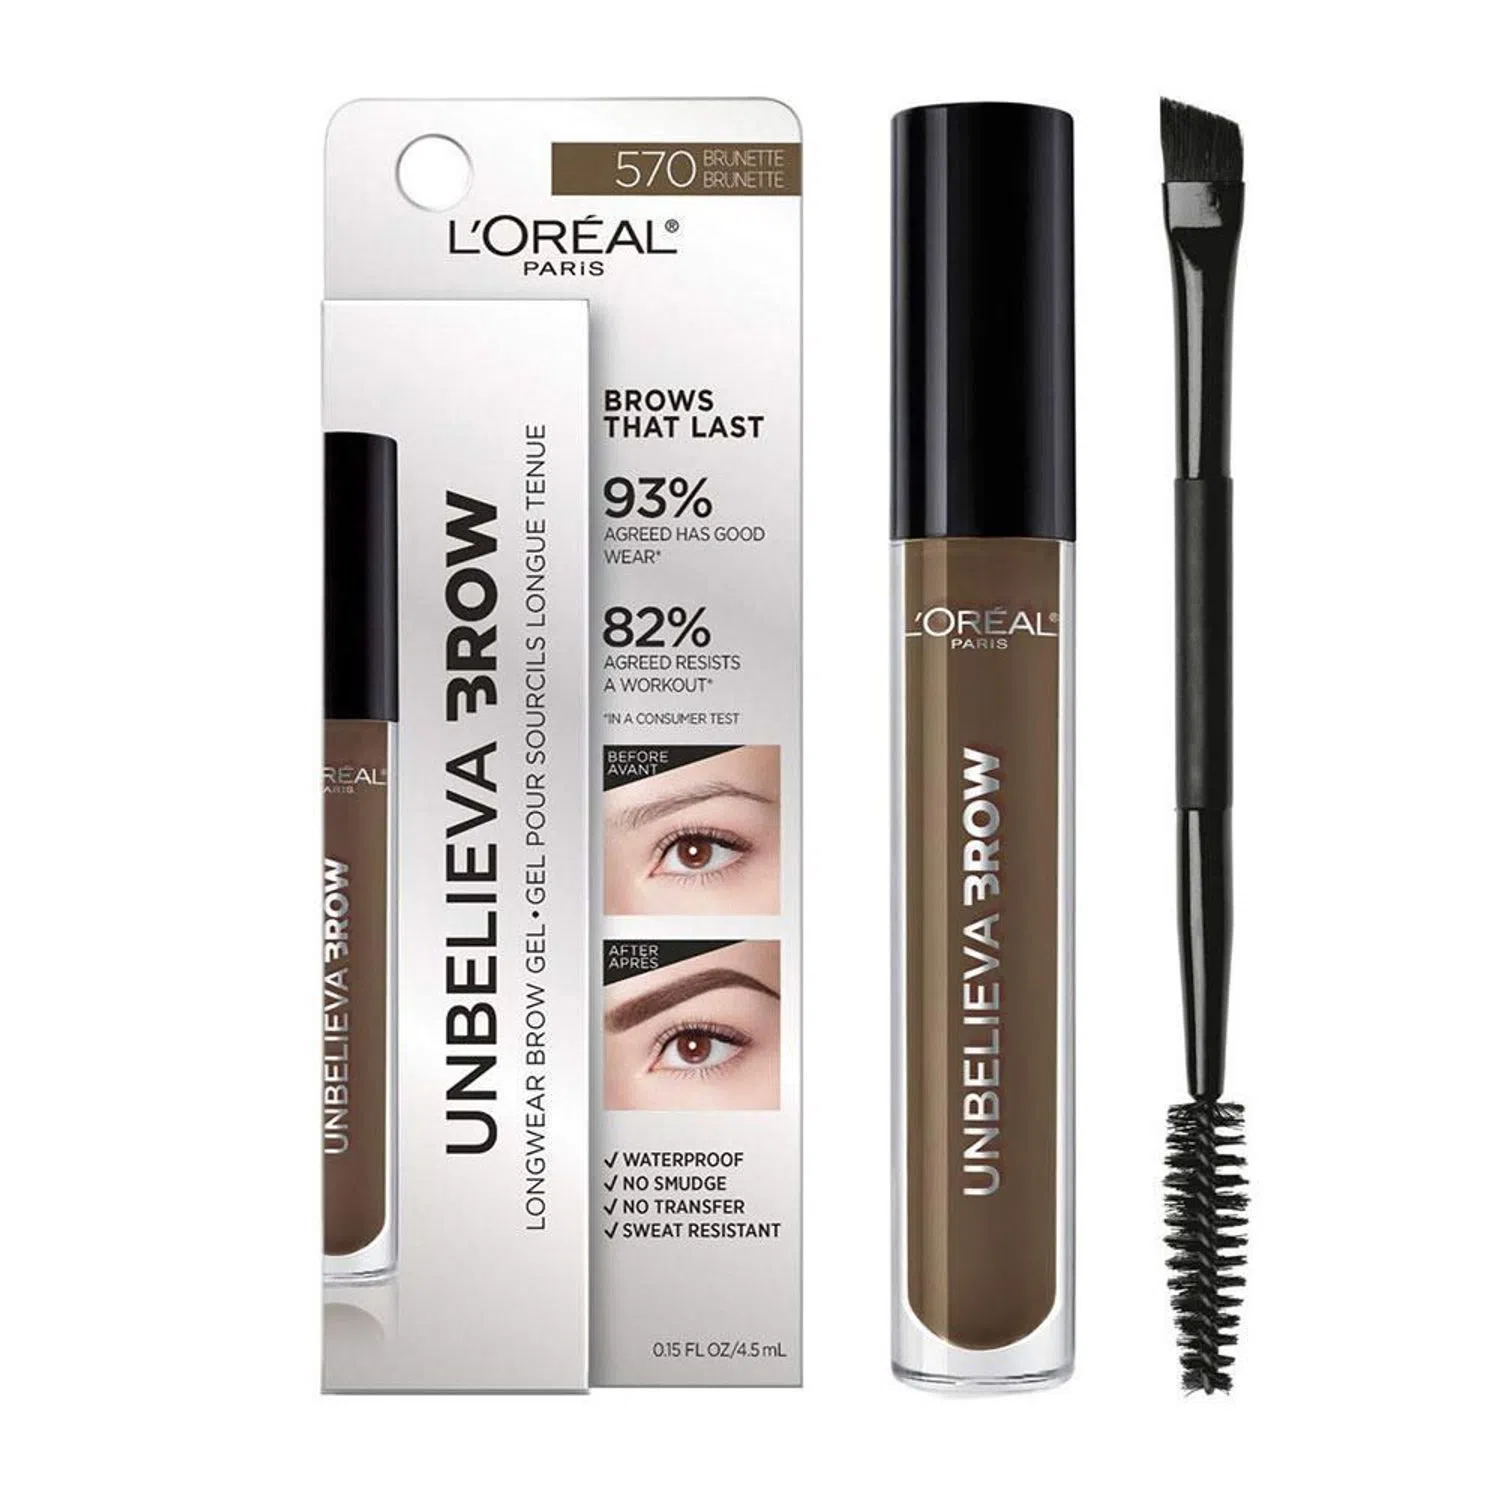 570 BRUNETTE
BRUNETTE
L'ORÉAL®
PARiS
BROWS
THAT LAST
93%
AGREED HAS GOOD
WEAR*
82%
AGREED RESISTS
A WORKOUT*
*IN A CONSUMER TEST
BEFORE
AVANT
AFTER
APRÈS
✓ WATERPROOF
✓ NO SMUDGE
✓ NO TRANSFER
✓ SWEAT RESISTANT
0.15 FL OZ/4.5 mL
UNBELIEVA BROW
LONGWEAR BROW GEL • GEL POUR SOURCILS LONGUE TENUE
RÉAL®
ARiS
UNBELIEVA BROW
L'ORÉAL®
PARiS
UNBELIEVA BROW